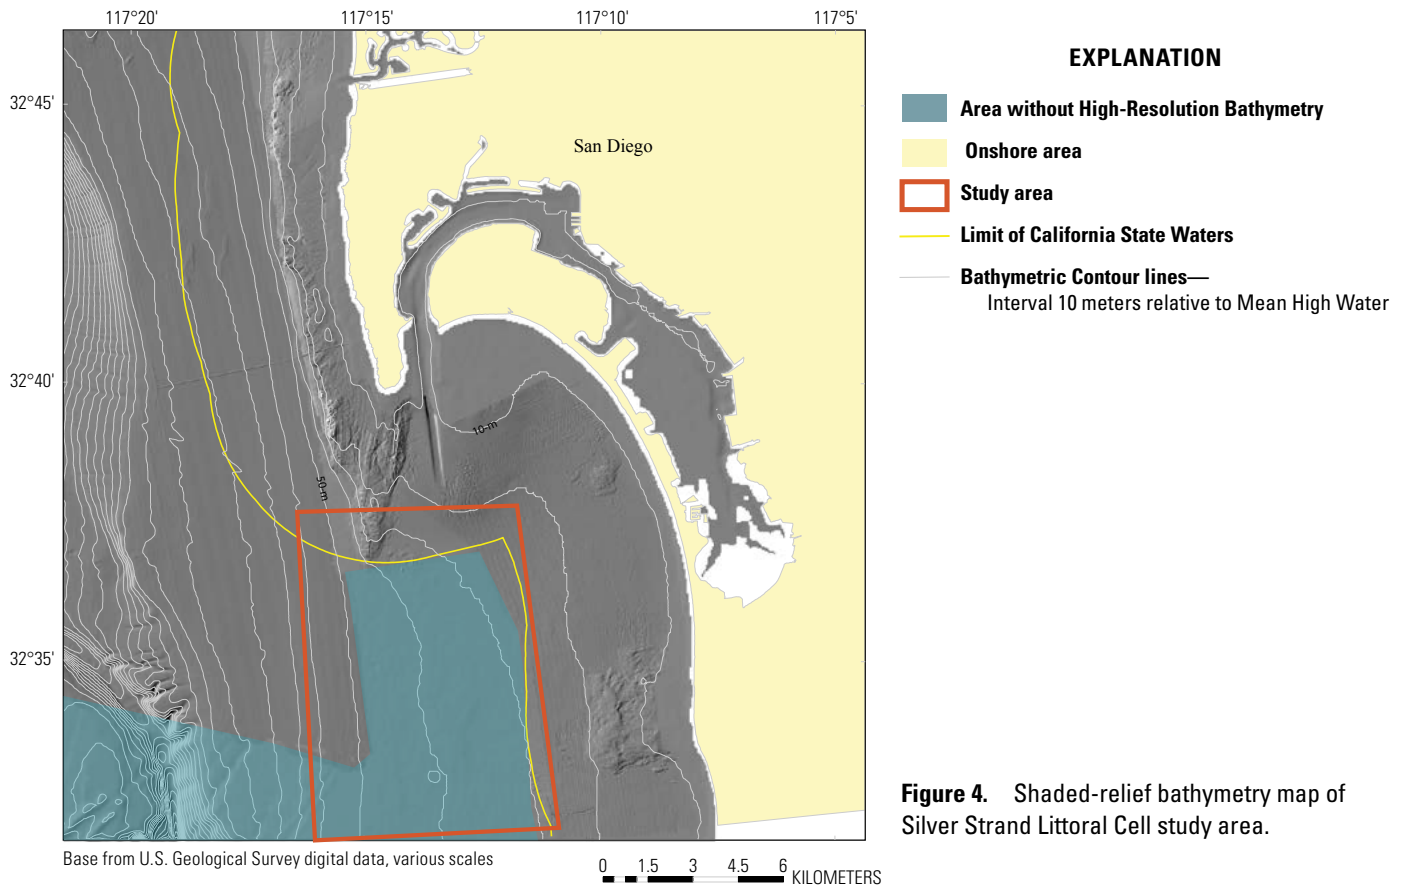 117°20'
117°15'
117°10'
117°5'
32°45'
32°40'
32°35'
San Diego
10-m
50-m
EXPLANATION
Area without High-Resolution Bathymetry
Onshore area
Study area
Limit of California State Waters
Bathymetric Contour lines—
Interval 10 meters relative to Mean High Water
Figure 4. Shaded-relief bathymetry map of
Silver Strand Littoral Cell study area.
Base from U.S. Geological Survey digital data, various scales
0 1.5 3 4.5 6
KILOMETERS